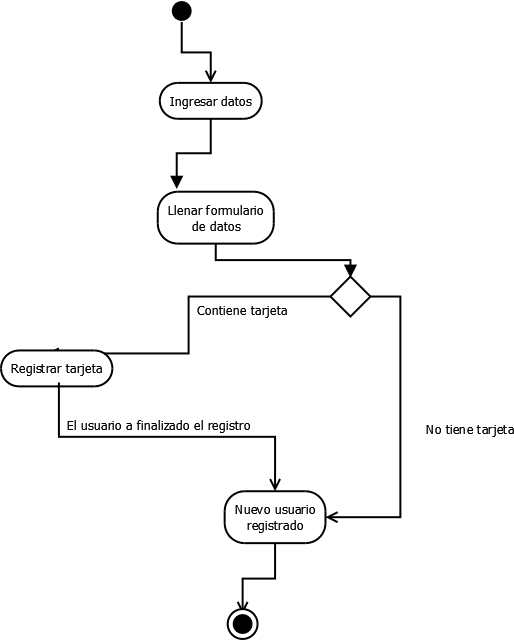 Ingresar datos
Llenar formulario
de datos
Contiene tarjeta
Registrar tarjeta
El usuario a finalizado el registro
No tiene tarjeta
Nuevo usuario
registrado